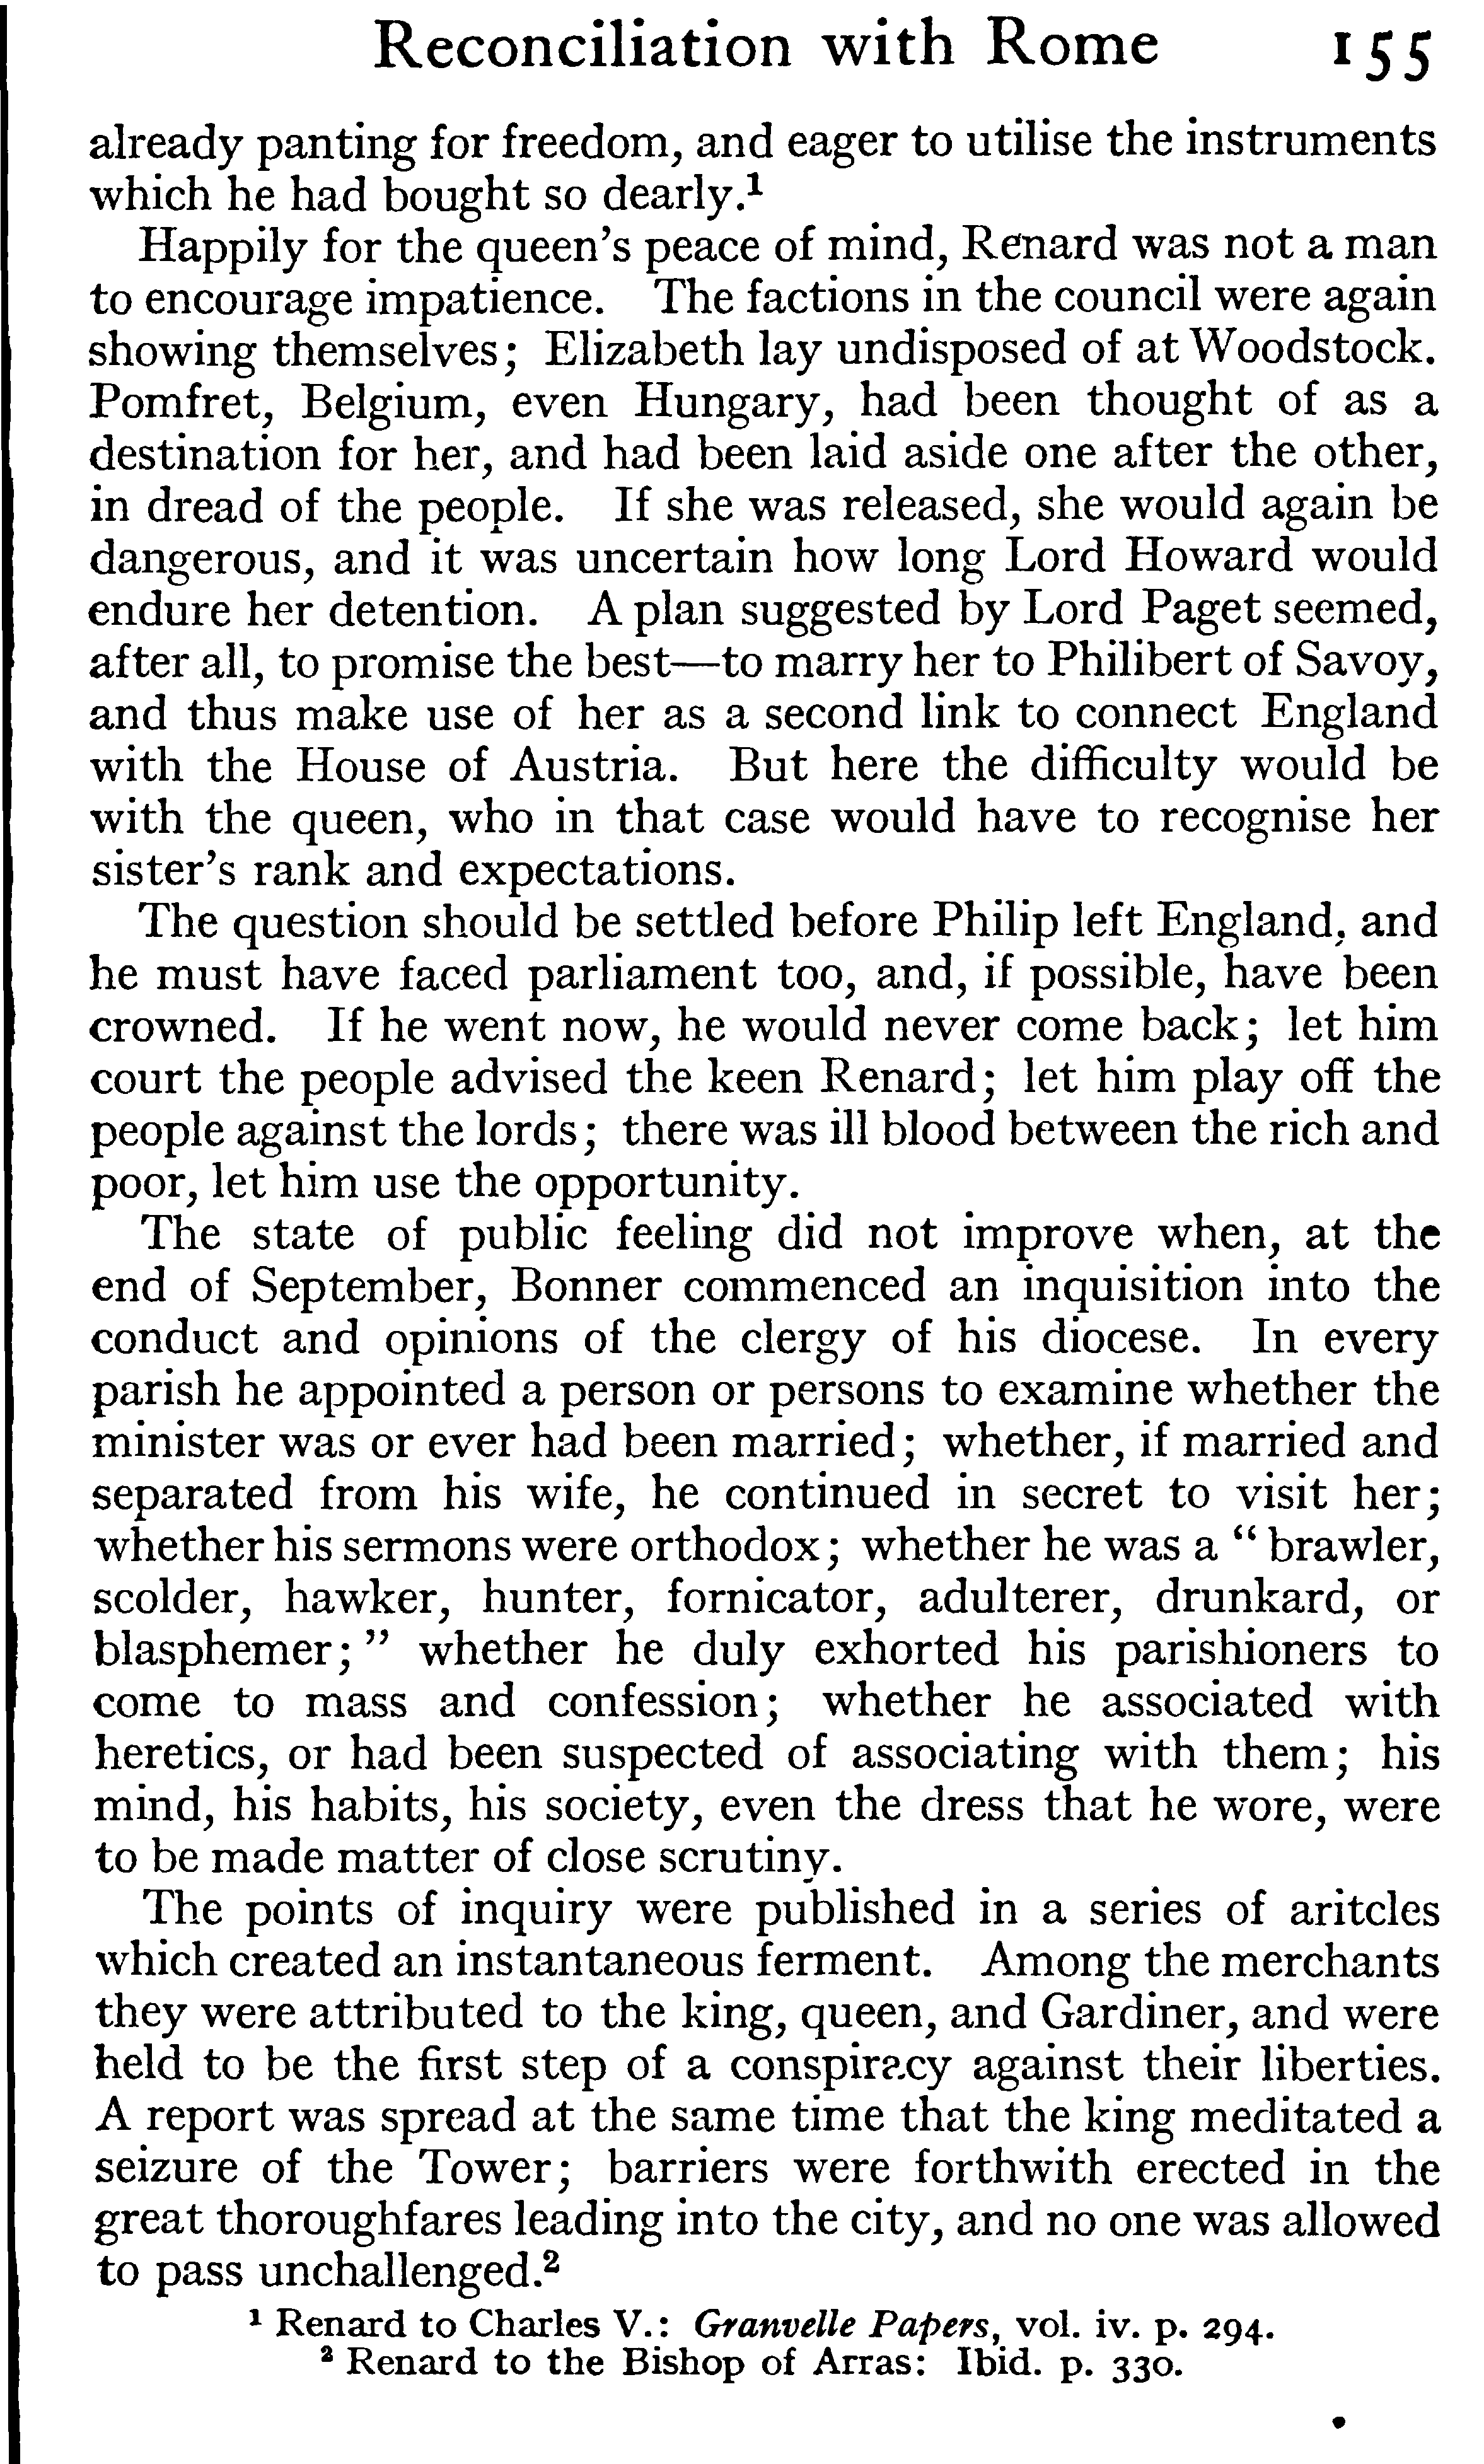 Reconciliation with Rome 155
already panting for freedom, and eager to utilise the instruments
which he had bought so dearly.¹
Happily for the queen's peace of mind, Renard was not a man
to encourage impatience. The factions in the council were again
showing themselves; Elizabeth lay undisposed of at Woodstock.
Pomfret, Belgium, even Hungary, had been thought of as a
destination for her, and had been laid aside one after the other,
in dread of the people. If she was released, she would again be
dangerous, and it was uncertain how long Lord Howard would
endure her detention. A plan suggested by Lord Paget seemed,
after all, to promise the best—to marry her to Philibert of Savoy,
and thus make use of her as a second link to connect England
with the House of Austria. But here the difficulty would be
with the queen, who in that case would have to recognise her
sister's rank and expectations.
The question should be settled before Philip left England, and
he must have faced parliament too, and, if possible, have been
crowned. If he went now, he would never come back; let him
court the people advised the keen Renard; let him play off the
people against the lords; there was ill blood between the rich and
poor, let him use the opportunity.
The state of public feeling did not improve when, at the
end of September, Bonner commenced an inquisition into the
conduct and opinions of the clergy of his diocese. In every
parish he appointed a person or persons to examine whether the
minister was or ever had been married; whether, if married and
separated from his wife, he continued in secret to visit her;
whether his sermons were orthodox; whether he was a "brawler,
scolder, hawker, hunter, fornicator, adulterer, drunkard, or
blasphemer;" whether he duly exhorted his parishioners to
come to mass and confession; whether he associated with
heretics, or had been suspected of associating with them; his
mind, his habits, his society, even the dress that he wore, were
to be made matter of close scrutiny.
The points of inquiry were published in a series of aritcles
which created an instantaneous ferment. Among the merchants
they were attributed to the king, queen, and Gardiner, and were
held to be the first step of a conspiracy against their liberties.
A report was spread at the same time that the king meditated a
seizure of the Tower; barriers were forthwith erected in the
great thoroughfares leading into the city, and no one was allowed
to pass unchallenged.²
¹ Renard to Charles V.: Granvelle Papers, vol. iv. p. 294.
² Renard to the Bishop of Arras: Ibid. p. 330.